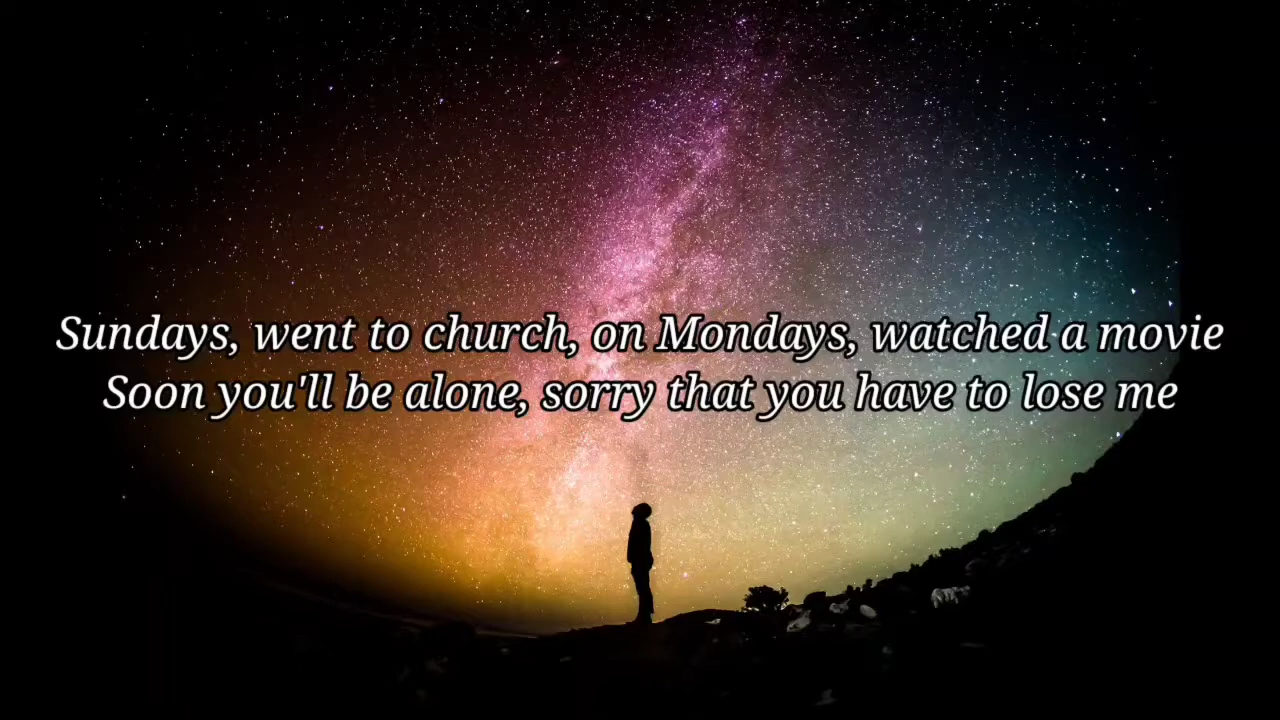 Sundays, went to church, on Mondays, watched a movie
Soon you'll be alone, sorry that you have to lose me